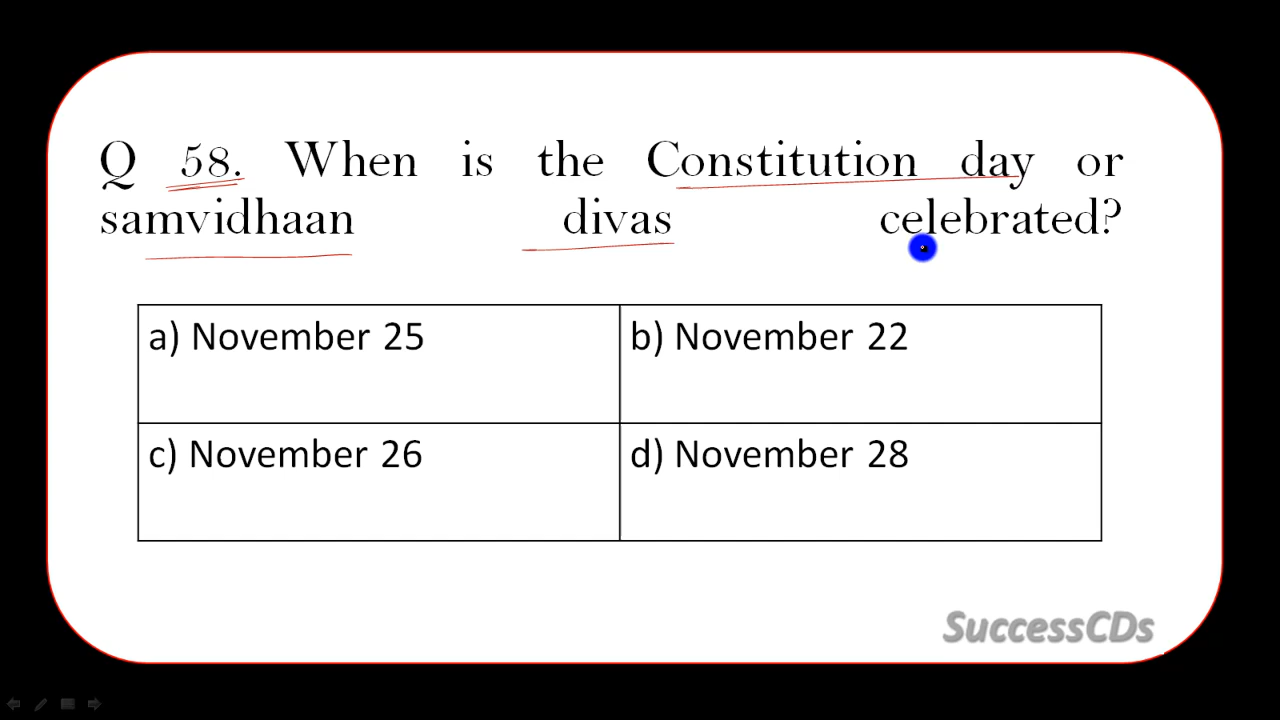 Q 58. When is the Constitution day or
samvidhaan divas celebrated?
a) November 25
b) November 22
c) November 26
d) November 28
SuccessCDs